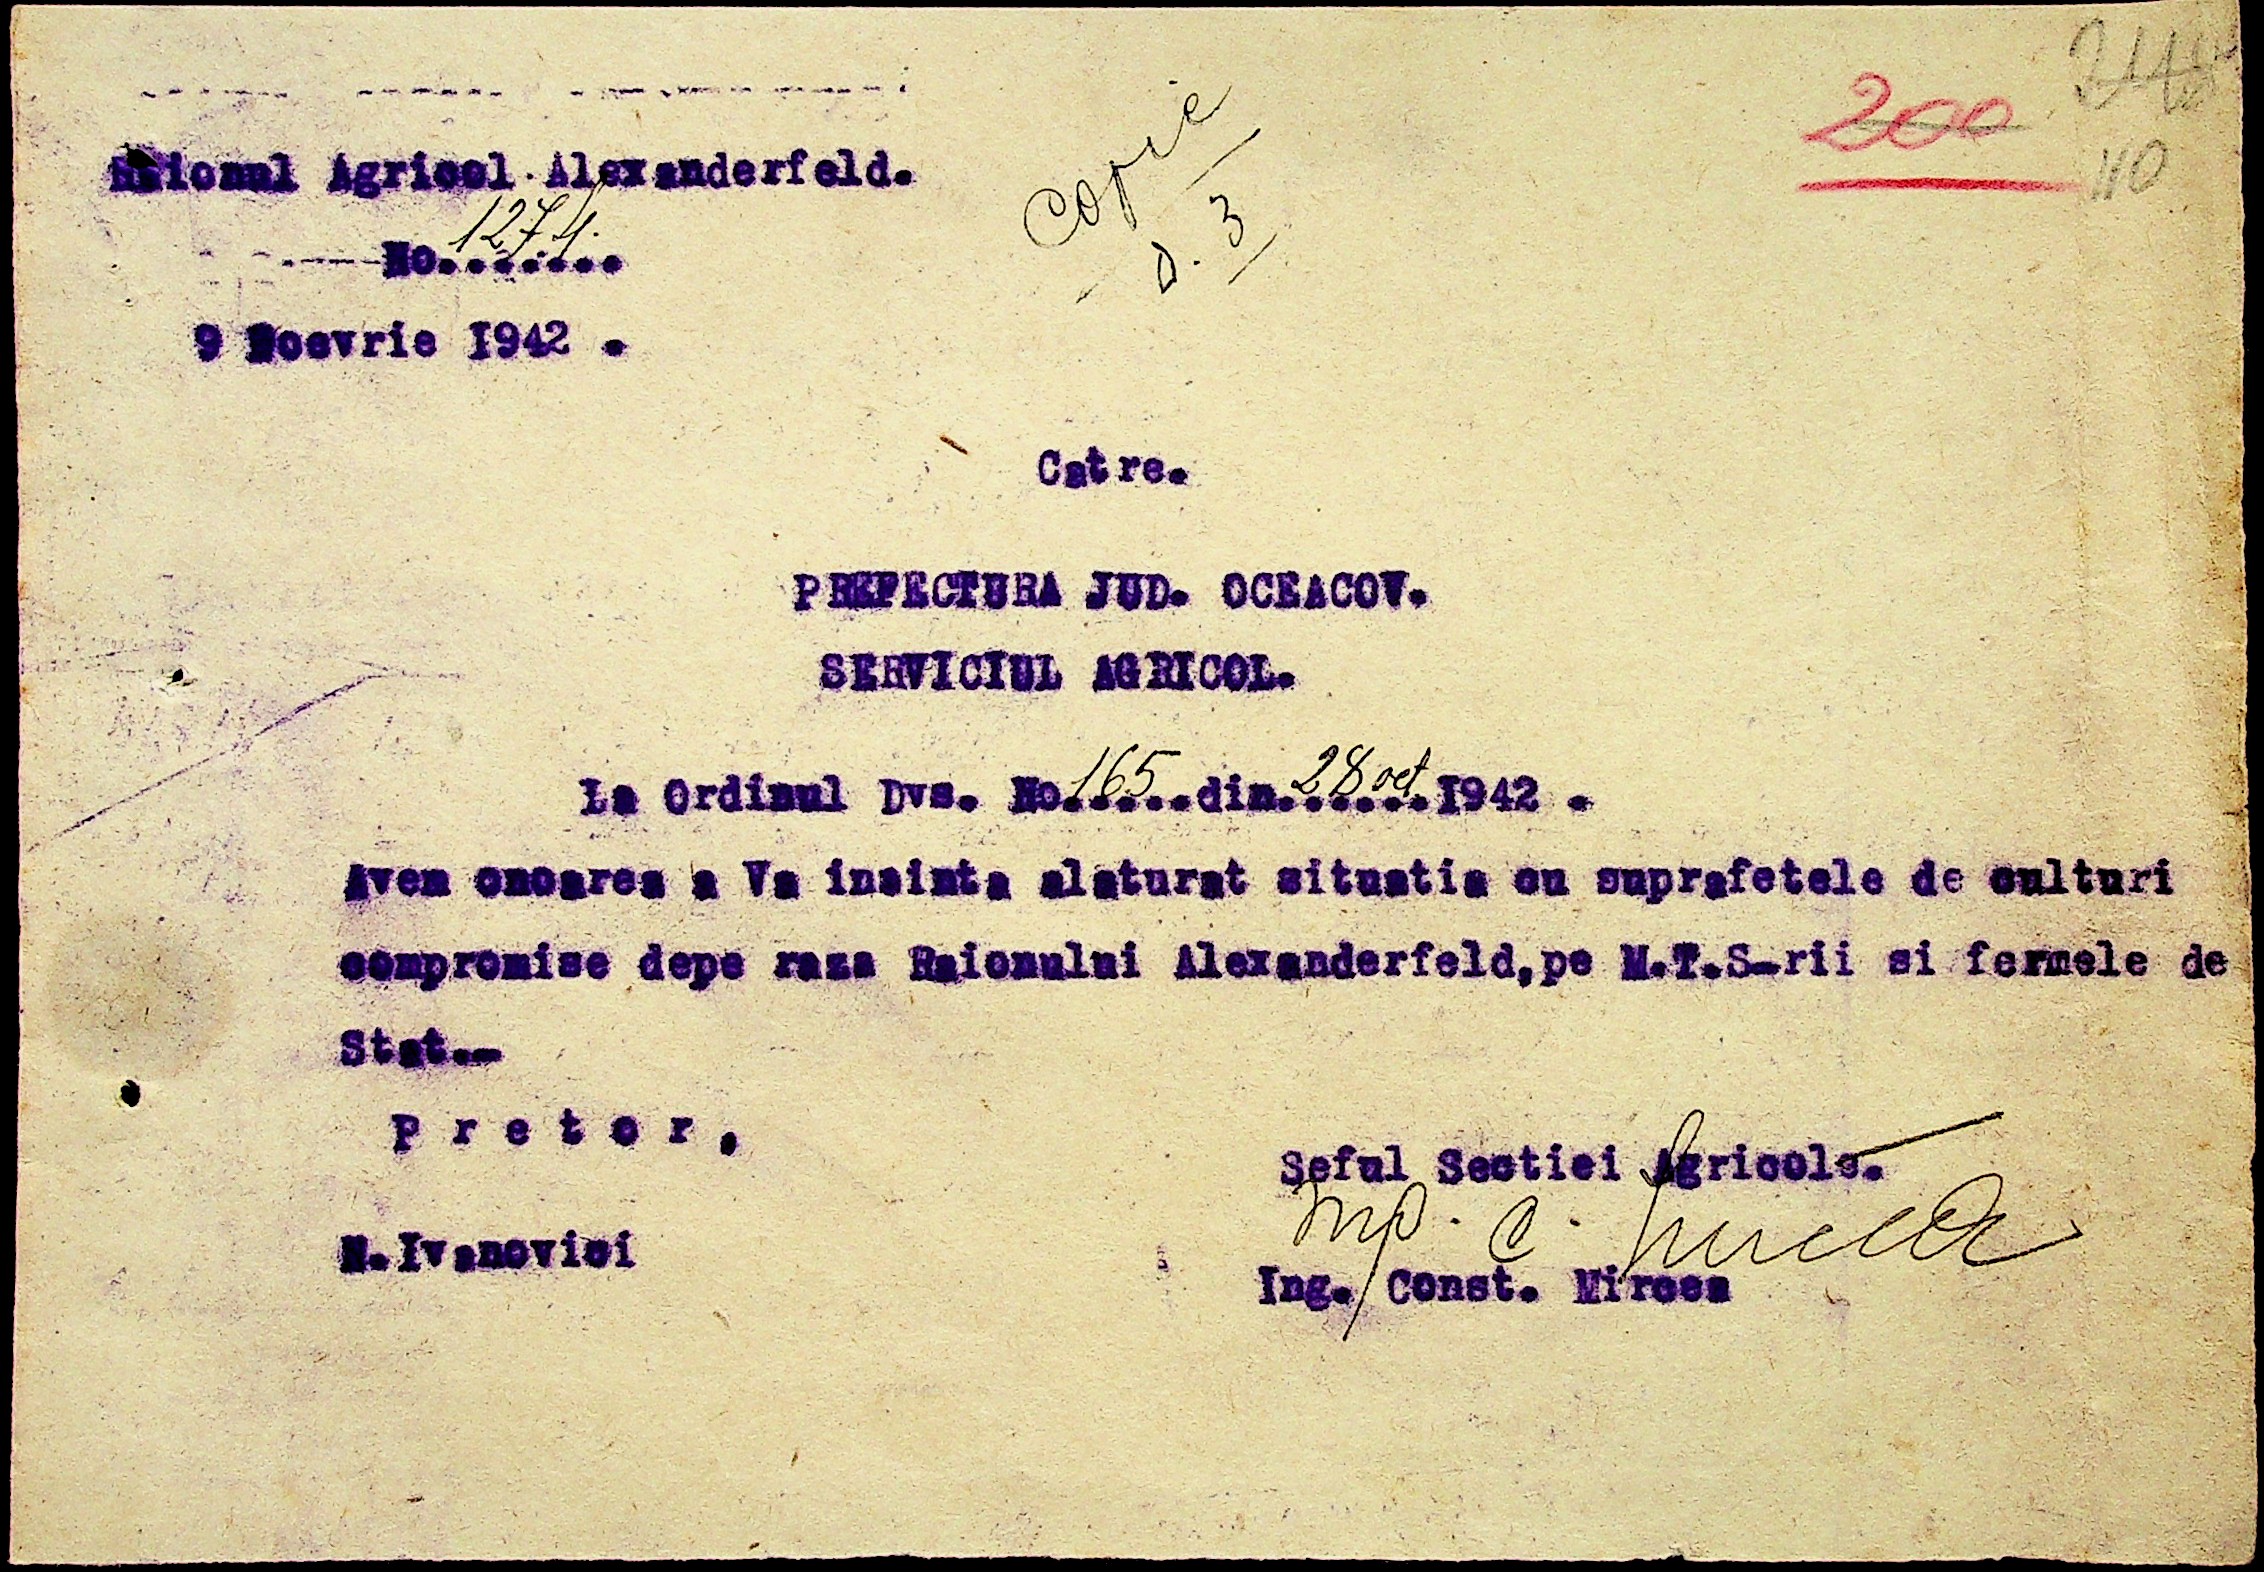 Raionul Agricol Alexanderfeld.
No.1274.
9 Noevrie 1942 .
copie
D. 3
200
110
Catre.
PREFECTURA JUD. OCEACOV.
SERVICIUL AGRICOL.
La Ordinul Dvs. No.165.din.28 oct.1942 .
Avem onoarea a Va inainta alaturat situatia cu suprafetele de culturi
compromise depe raza Raionului Alexanderfeld,pe M.T.S-rii si fermele de
Stat.-
P r e t o r ,
Seful Sectiei Agricole.
N.Ivanovici
Ing. Const. Mircea